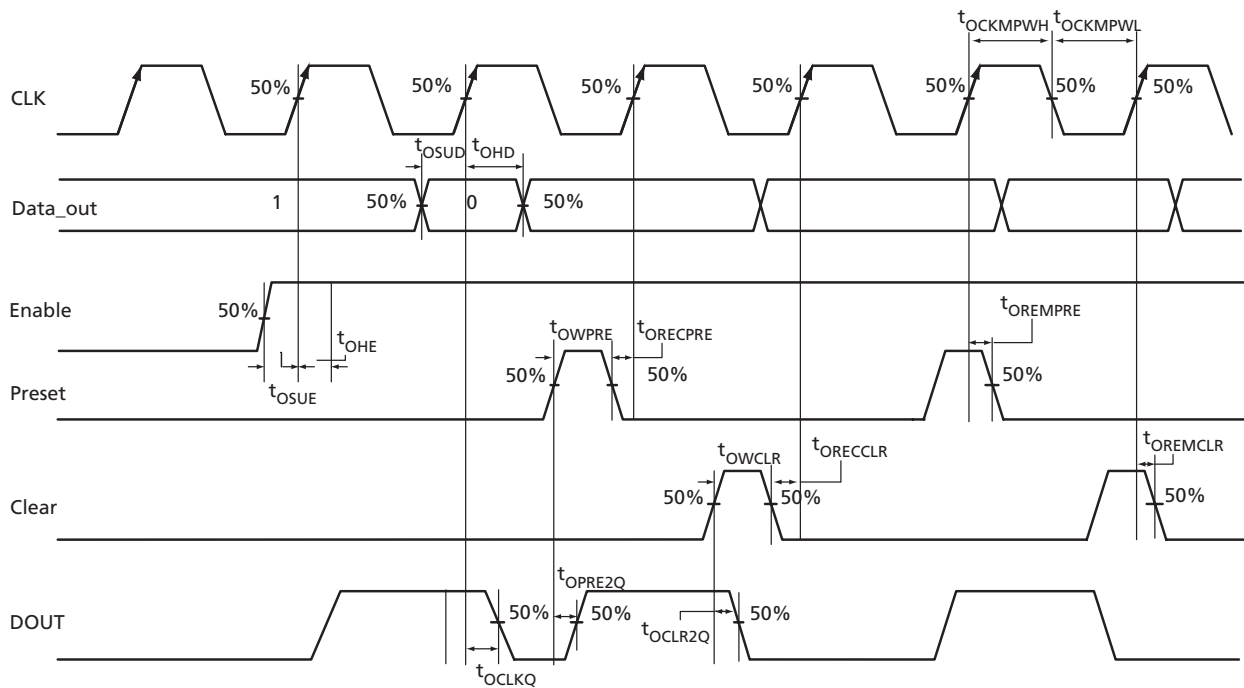 tOCKMPWH tOCKMPWL
CLK
50% 50% 50% 50% 50% 50% 50%
tOSUD tOHD
Data_out
1 50% 0 50%
Enable
50%
tOHE
tOSUE
tOWPRE tORECPRE
tOREMPRE
Preset
50% 50% 50%
tOWCLR tORECCLR
tOREMCLR
Clear
50% 50% 50%
tOPRE2Q
DOUT
50% 50% 50%
tOCLR2Q
tOCLKQ